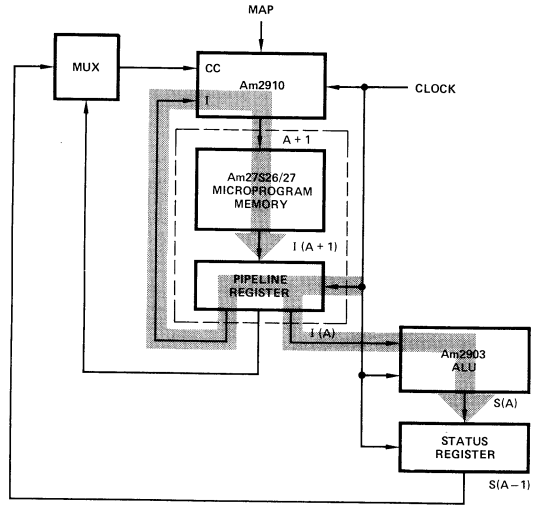 MAP
MUX
CC
Am2910
I
CLOCK
A + 1
Am27S26/27
MICROPROGRAM
MEMORY
I (A + 1)
PIPELINE
REGISTER
I (A)
Am2903
ALU
S(A)
STATUS
REGISTER
S(A–1)